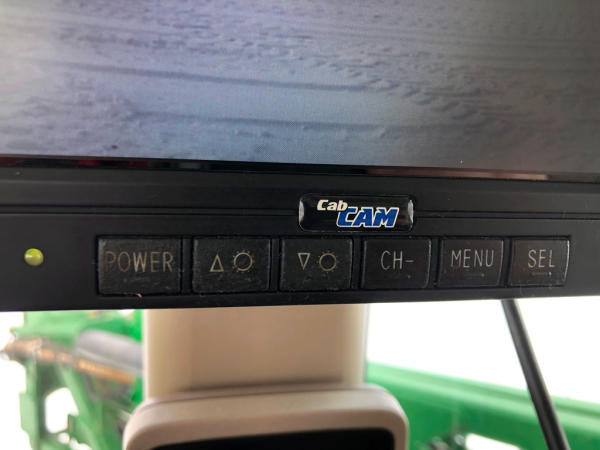 Cab
CAM
POWER
△
▽
CH-
MENU
SEL